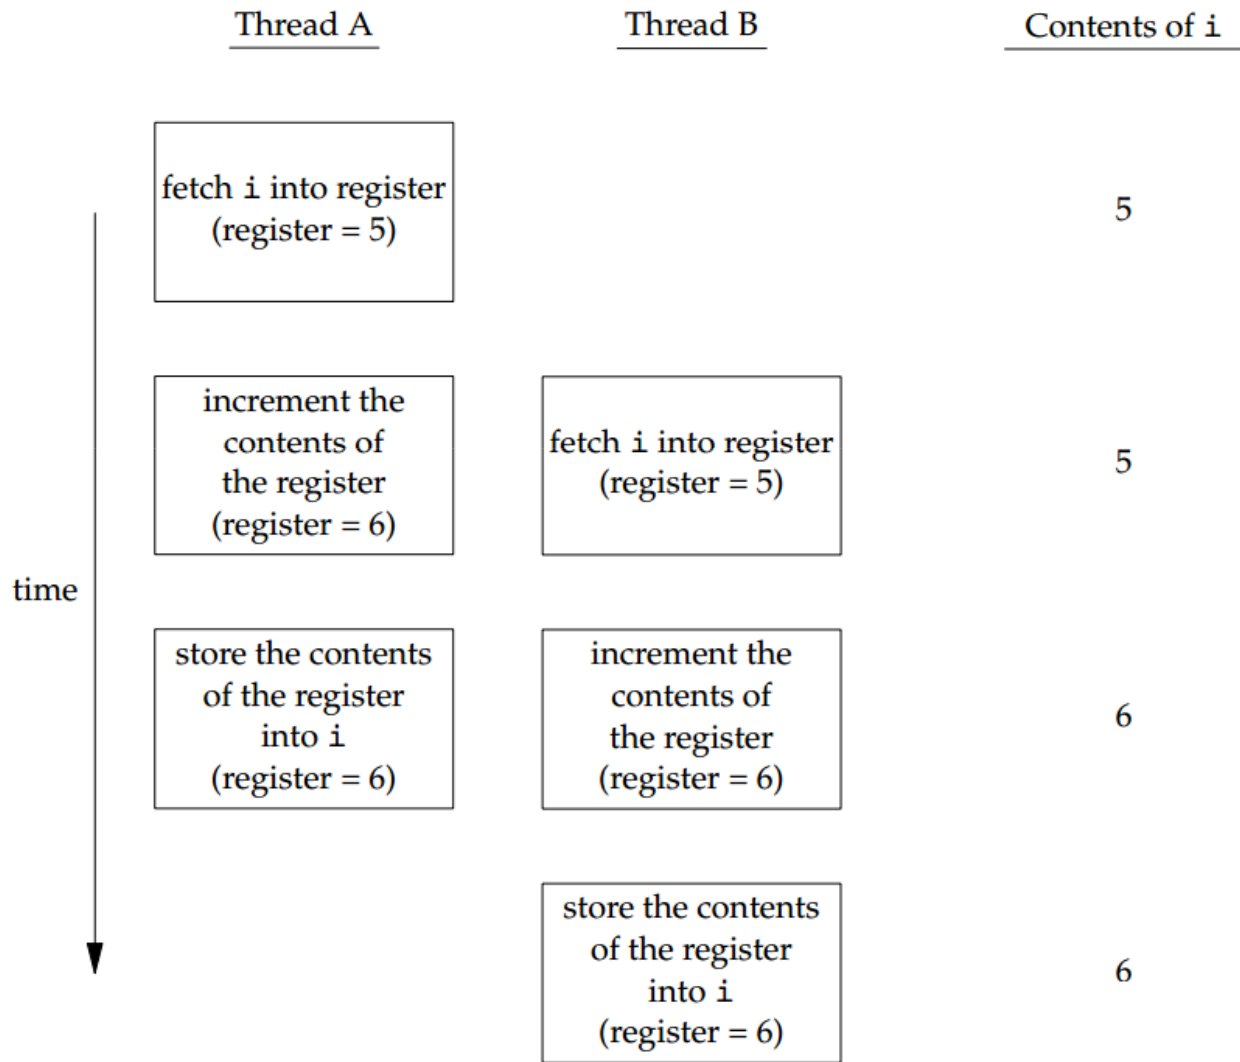 Thread A
Thread B
Contents of i
fetch i into register
(register = 5)
5
increment the
contents of
the register
(register = 6)
fetch i into register
(register = 5)
5
time
store the contents
of the register
into i
(register = 6)
increment the
contents of
the register
(register = 6)
6
store the contents
of the register
into i
(register = 6)
6